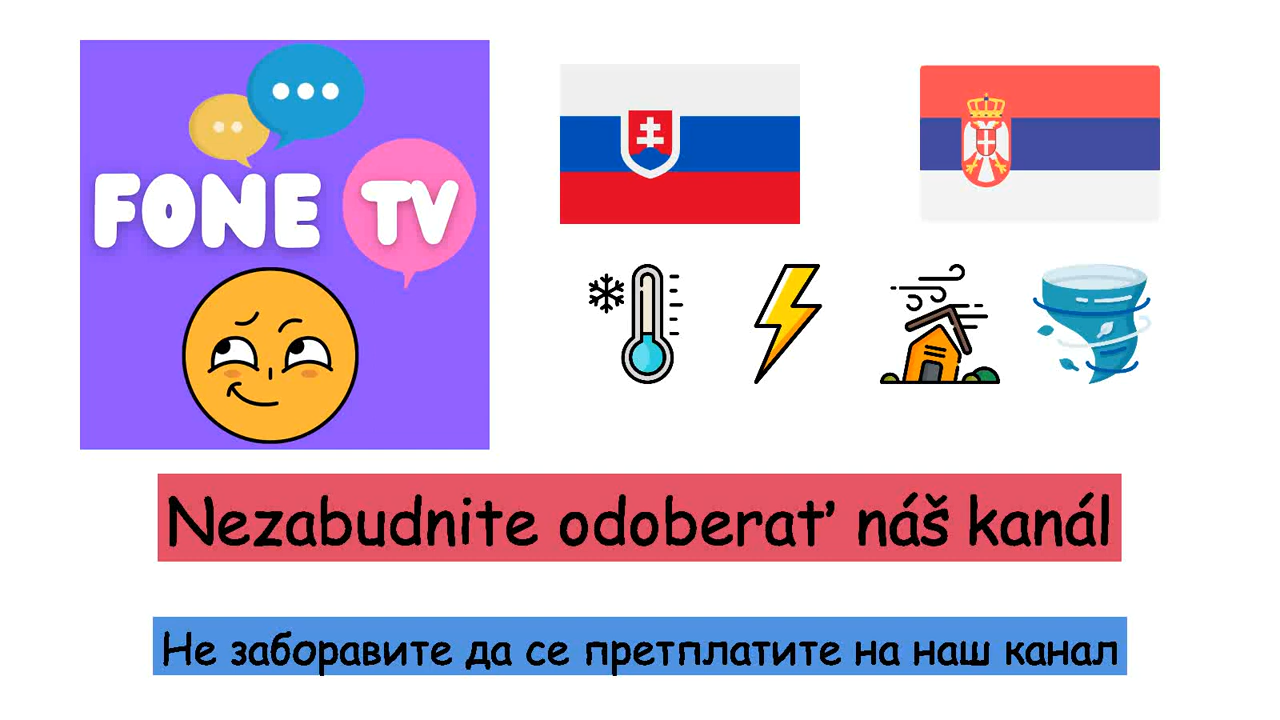 FONE TV
Nezabudnite odoberať náš kanál
Не заборавите да се претплатите на наш канал